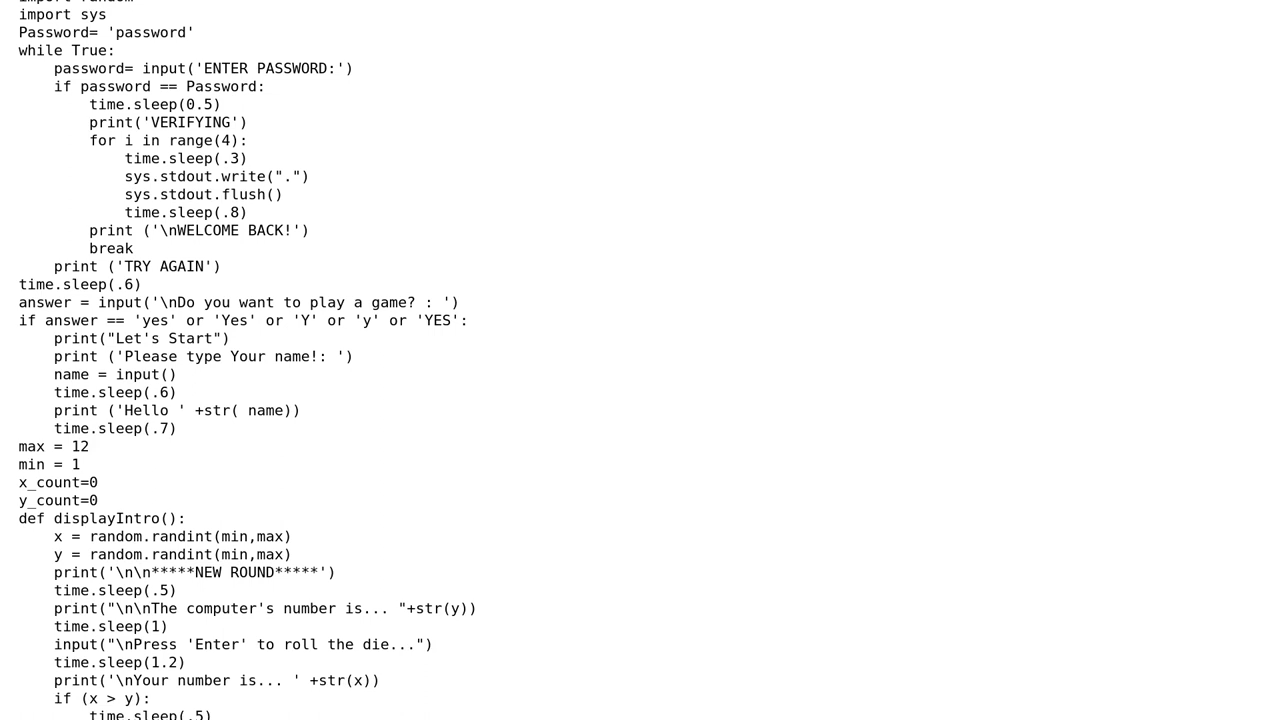 import random
import sys
Password= 'password'
while True:
    password= input('ENTER PASSWORD:')
    if password == Password:
        time.sleep(0.5)
        print('VERIFYING')
        for i in range(4):
            time.sleep(.3)
            sys.stdout.write(".")
            sys.stdout.flush()
            time.sleep(.8)
        print ('\nWELCOME BACK!')
        break
    print ('TRY AGAIN')
time.sleep(.6)
answer = input('\nDo you want to play a game? : ')
if answer == 'yes' or 'Yes' or 'Y' or 'y' or 'YES':
    print("Let's Start")
    print ('Please type Your name!: ')
    name = input()
    time.sleep(.6)
    print ('Hello ' +str( name))
    time.sleep(.7)
max = 12
min = 1
x_count=0
y_count=0
def displayIntro():
    x = random.randint(min,max)
    y = random.randint(min,max)
    print('\n\n*****NEW ROUND*****')
    time.sleep(.5)
    print("\n\nThe computer's number is... "+str(y))
    time.sleep(1)
    input("\nPress 'Enter' to roll the die...")
    time.sleep(1.2)
    print('\nYour number is... ' +str(x))
    if (x > y):
        time.sleep(.5)